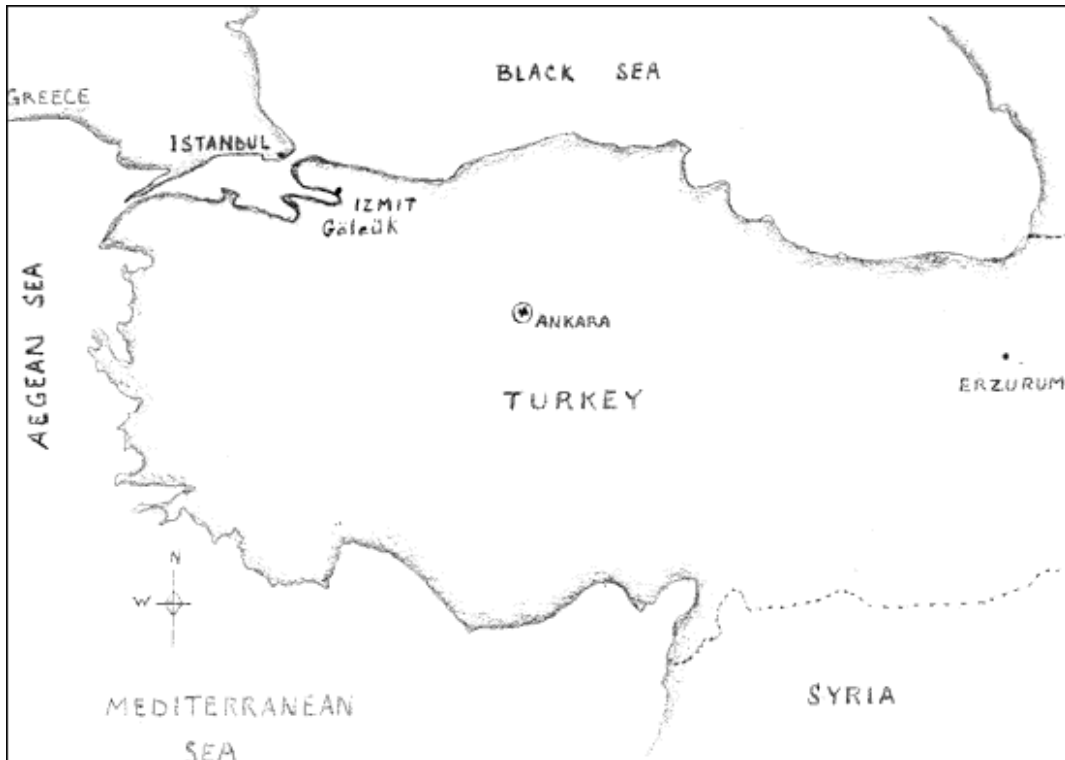 BLACK SEA
GREECE
ISTANBUL
IZMIT
Gölcük
AEGEAN SEA
ANKARA
ERZURUM
TURKEY
N
W
SYRIA
MEDITERRANEAN
SEA